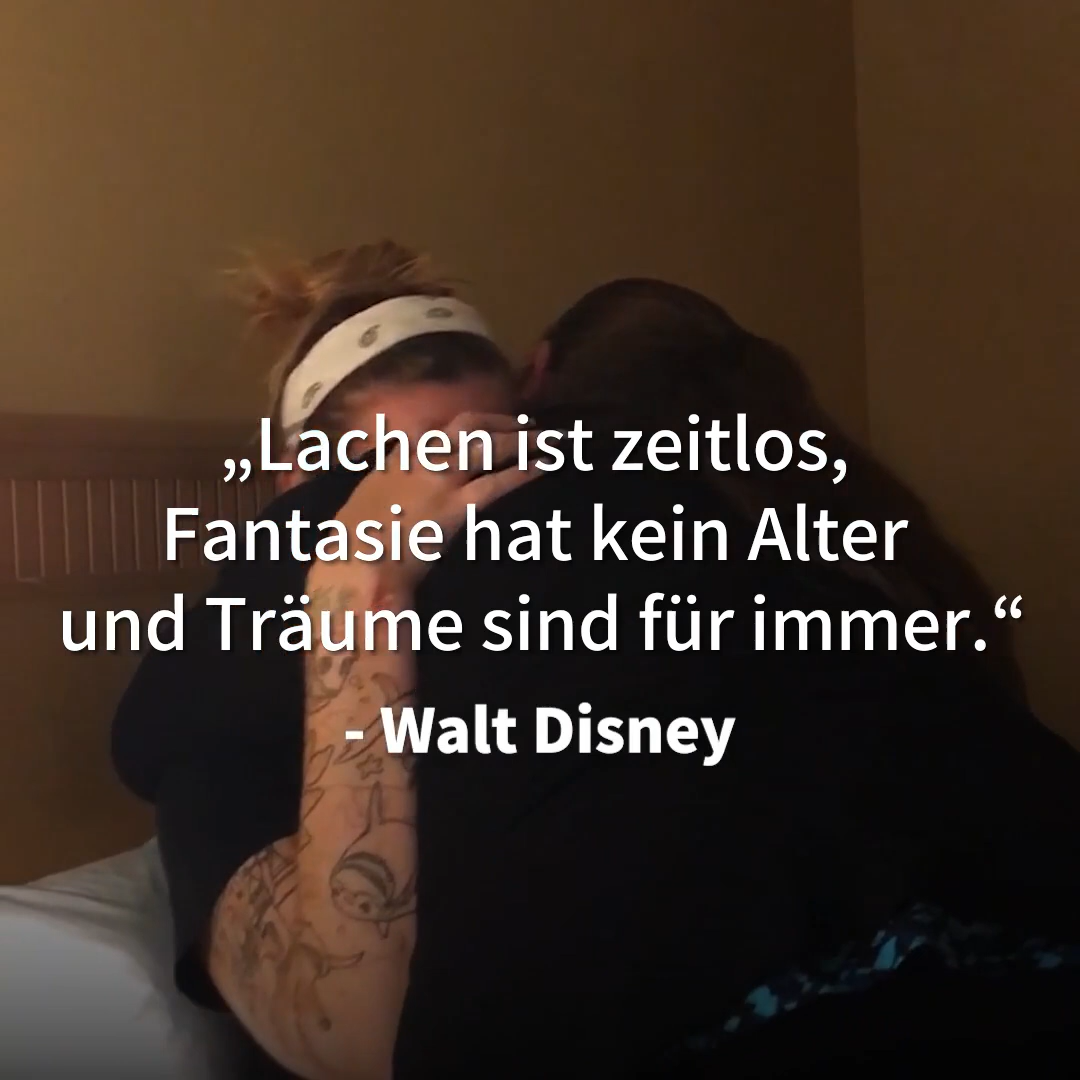 „Lachen ist zeitlos,
Fantasie hat kein Alter
und Träume sind für immer.“
- Walt Disney